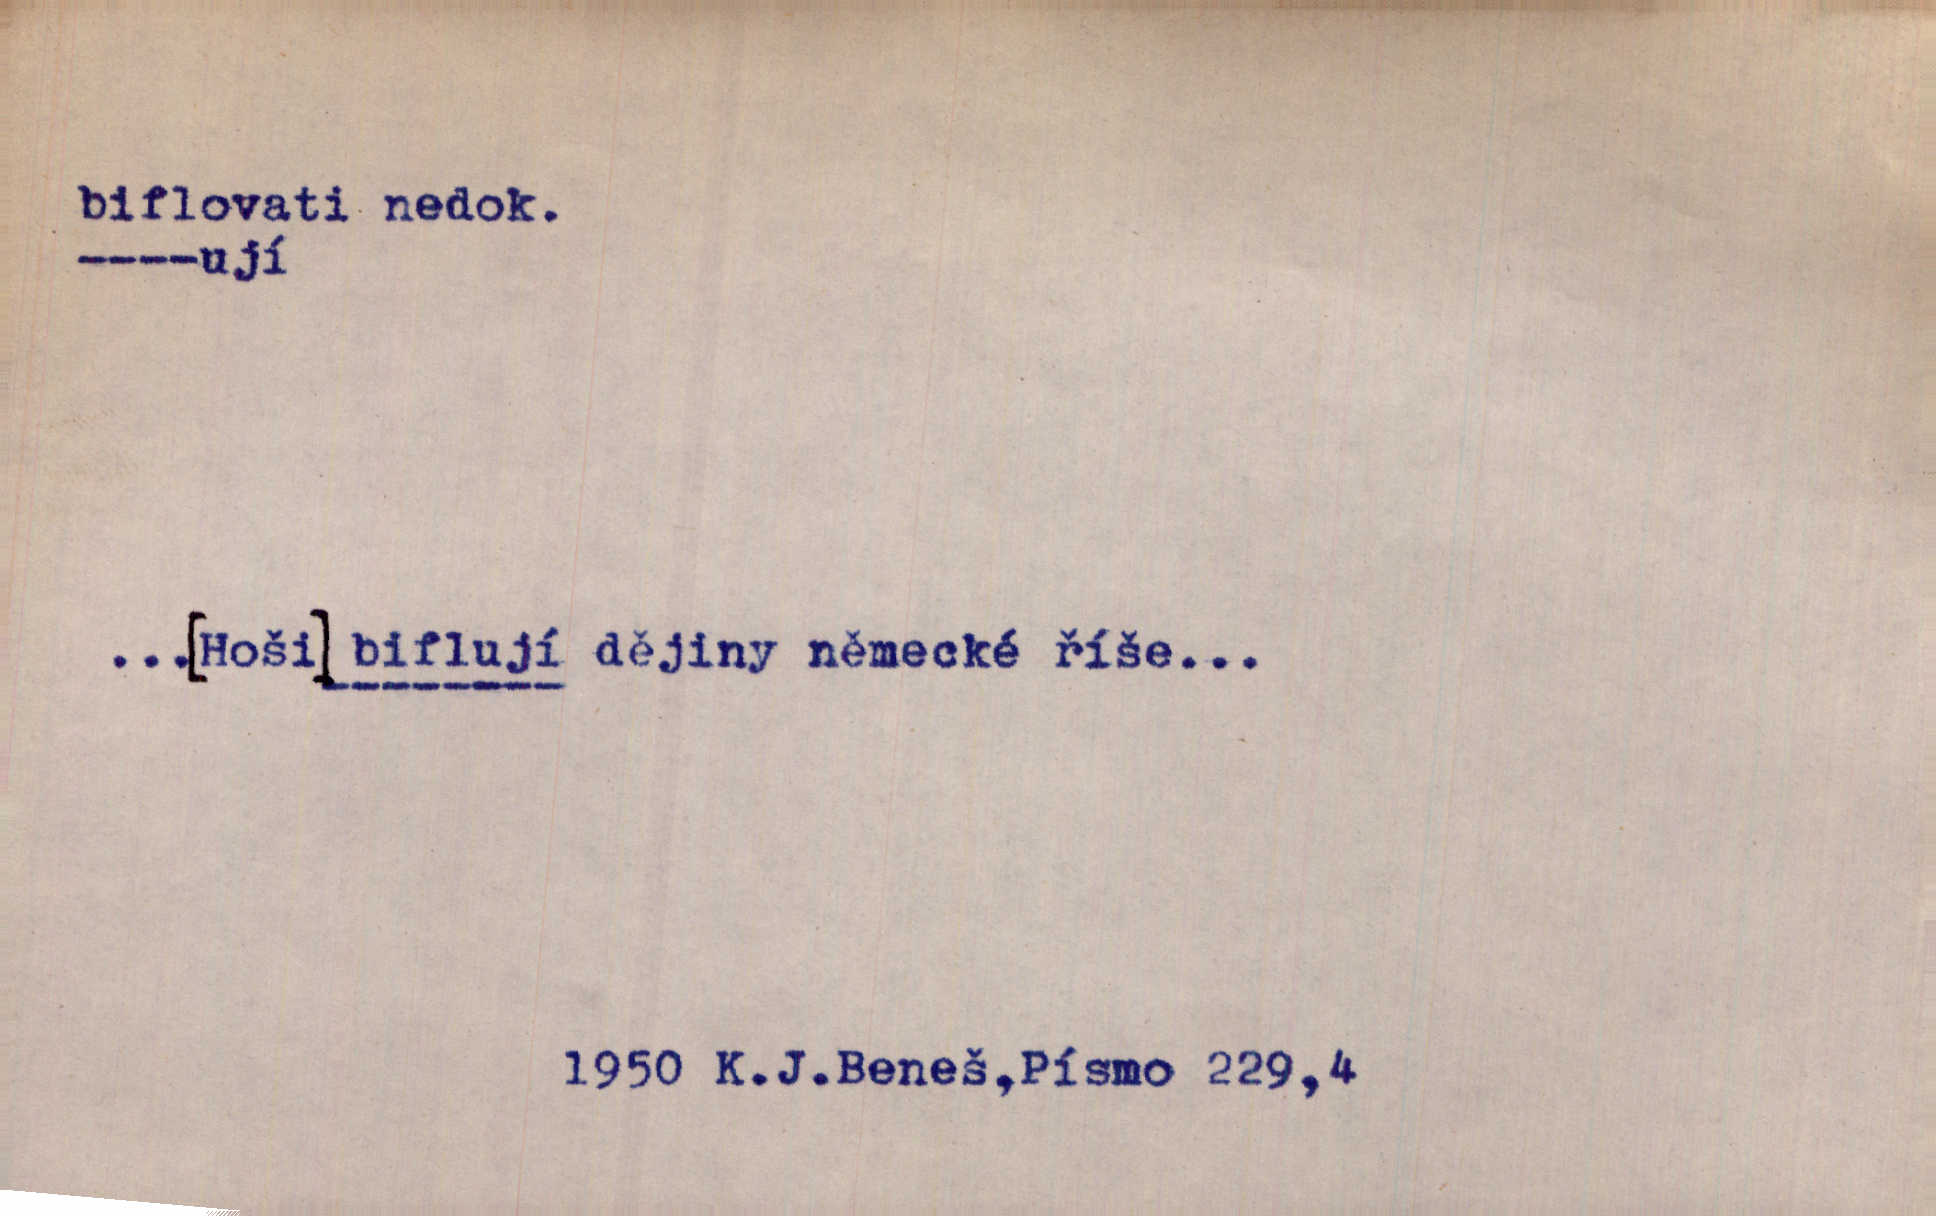 biflovati nedok.
----ují
...[Hoši] biflují dějiny německé říše...
1950 K.J.Beneš,Písmo 229,4